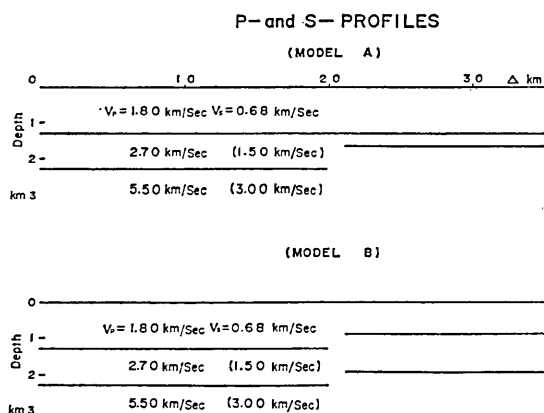 P- and S- PROFILES
(MODEL A)
0 1.0 2.0 3.0 Δ km
Depth
1
2
km 3
Vp = 1.80 km/Sec Vs = 0.68 km/Sec
2.70 km/Sec (1.50 km/Sec)
5.50 km/Sec (3.00 km/Sec)
(MODEL B)
0
Depth
1
2
km 3
Vp = 1.80 km/Sec Vs = 0.68 km/Sec
2.70 km/Sec (1.50 km/Sec)
5.50 km/Sec (3.00 km/Sec)